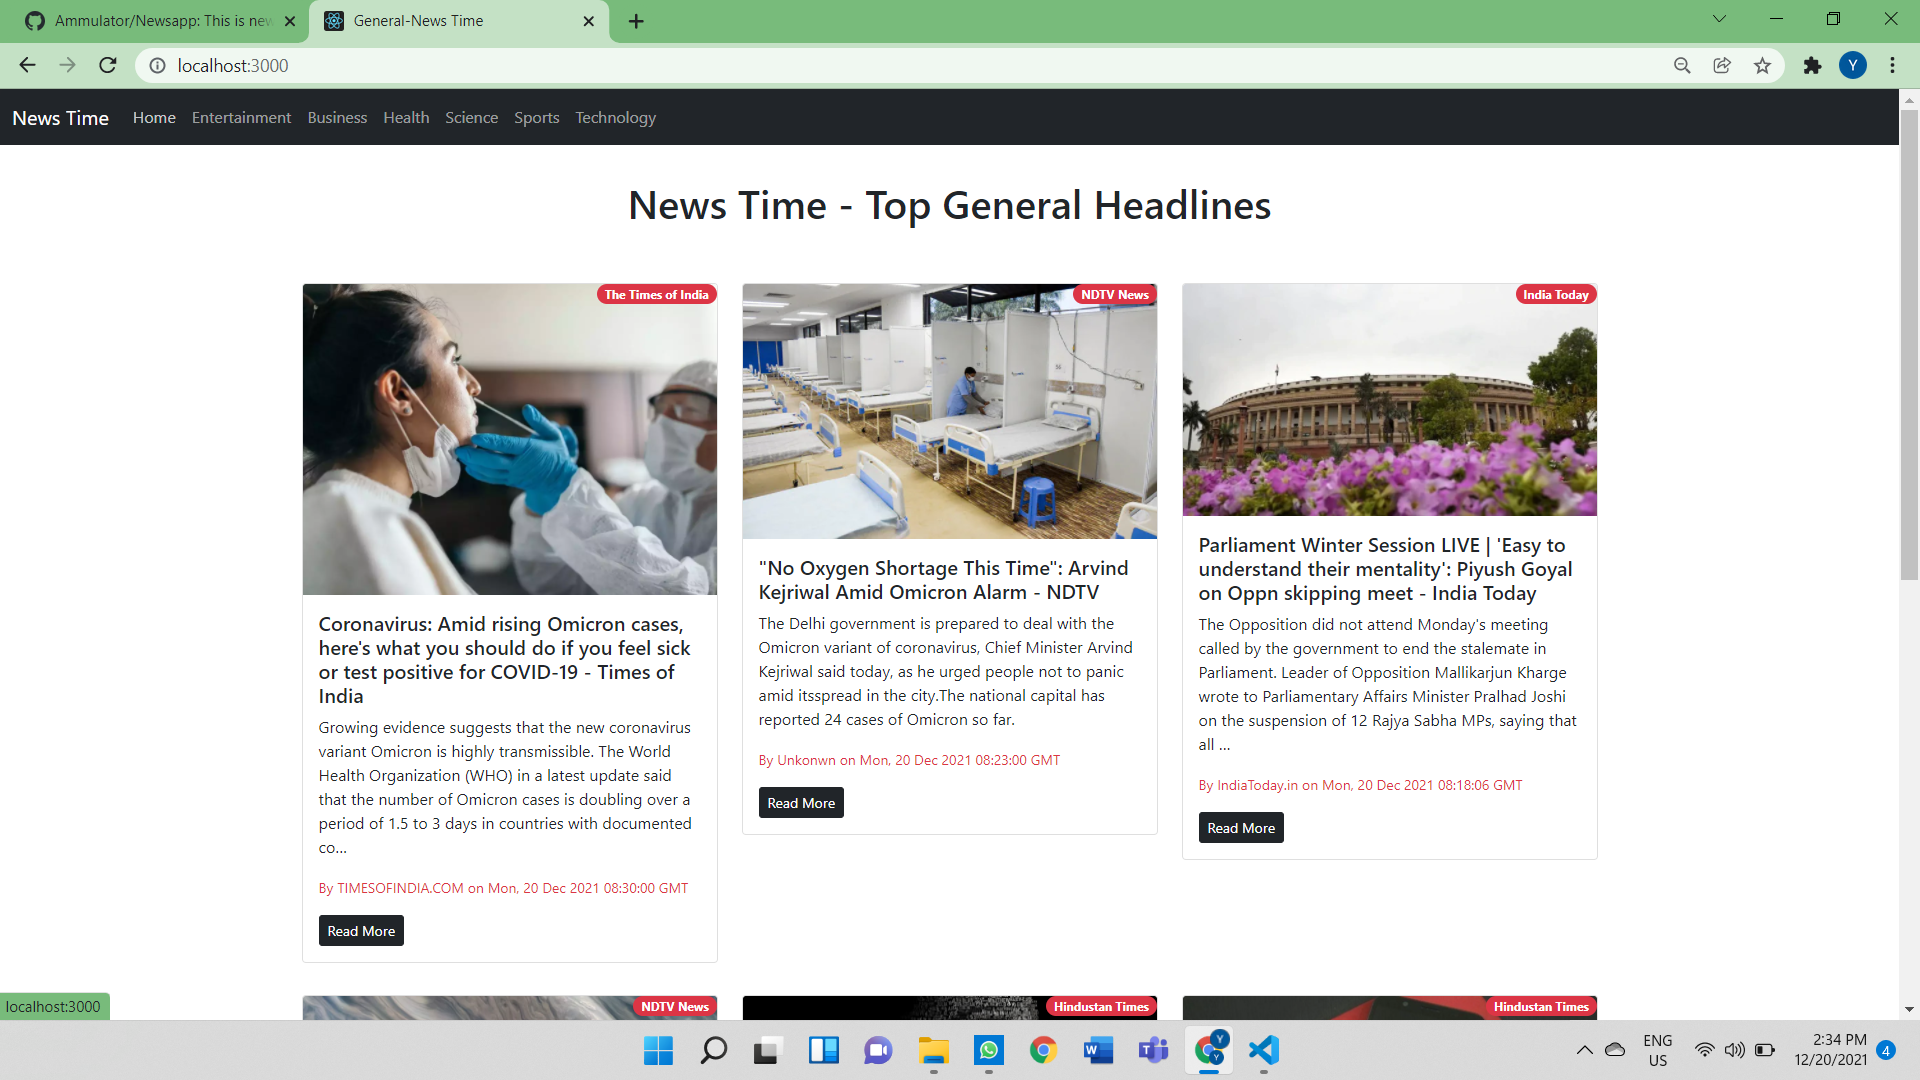 Ammulator/Newsapp: This is nev
General-News Time
localhost:3000
Y
News Time Home Entertainment Business Health Science Sports Technology
News Time - Top General Headlines
The Times of India
Coronavirus: Amid rising Omicron cases,
here's what you should do if you feel sick
or test positive for COVID-19 - Times of
India
Growing evidence suggests that the new coronavirus
variant Omicron is highly transmissible. The World
Health Organization (WHO) in a latest update said
that the number of Omicron cases is doubling over a
period of 1.5 to 3 days in countries with documented
co...
By TIMESOFINDIA.COM on Mon, 20 Dec 2021 08:30:00 GMT
Read More
NDTV News
"No Oxygen Shortage This Time": Arvind
Kejriwal Amid Omicron Alarm - NDTV
The Delhi government is prepared to deal with the
Omicron variant of coronavirus, Chief Minister Arvind
Kejriwal said today, as he urged people not to panic
amid itsspread in the city.The national capital has
reported 24 cases of Omicron so far.
By Unkonwn on Mon, 20 Dec 2021 08:23:00 GMT
Read More
India Today
Parliament Winter Session LIVE | 'Easy to
understand their mentality': Piyush Goyal
on Oppn skipping meet - India Today
The Opposition did not attend Monday's meeting
called by the government to end the stalemate in
Parliament. Leader of Opposition Mallikarjun Kharge
wrote to Parliamentary Affairs Minister Pralhad Joshi
on the suspension of 12 Rajya Sabha MPs, saying that
all ...
By IndiaToday.in on Mon, 20 Dec 2021 08:18:06 GMT
Read More
NDTV News
Hindustan Times
Hindustan Times
localhost:3000
ENG
US
2:34 PM
12/20/2021
4